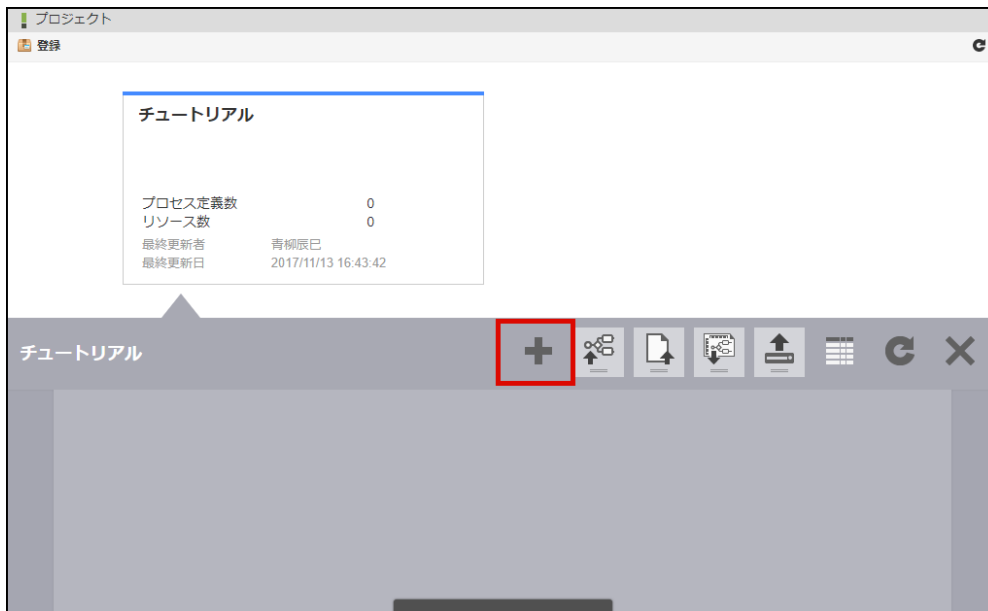 プロジェクト
登録
チュートリアル
プロセス定義数 0
リソース数 0
最終更新者 青柳辰巳
最終更新日 2017/11/13 16:43:42
チュートリアル